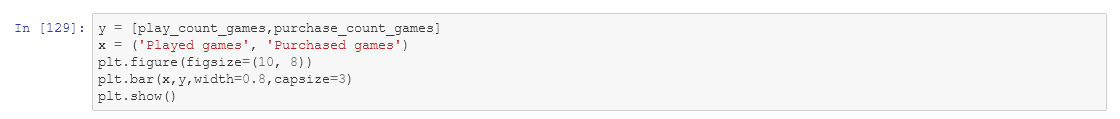 In [129]: y = [play_count_games,purchase_count_games]
x = ('Played games', 'Purchased games')
plt.figure(figsize=(10, 8))
plt.bar(x,y,width=0.8,capsize=3)
plt.show()